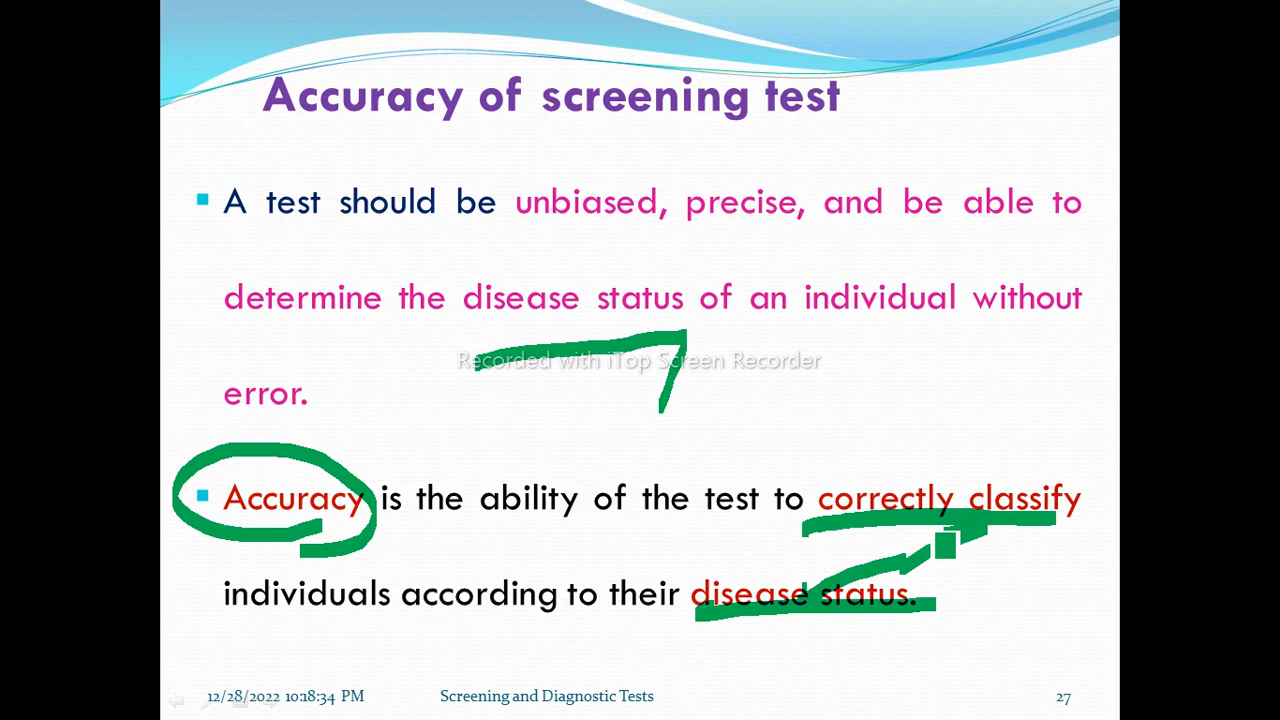 Accuracy of screening test
A test should be unbiased, precise, and be able to
determine the disease status of an individual without
Recorded with iTop Screen Recorder
error.
Accuracy is the ability of the test to correctly classify
individuals according to their disease status.
12/28/2022 10:18:34 PM Screening and Diagnostic Tests 27